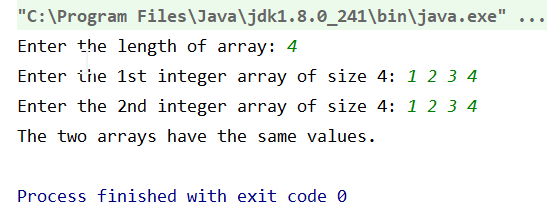 "C:\Program Files\Java\jdk1.8.0_241\bin\java.exe" ...
Enter the length of array: 4
Enter the 1st integer array of size 4: 1 2 3 4
Enter the 2nd integer array of size 4: 1 2 3 4
The two arrays have the same values.
Process finished with exit code 0